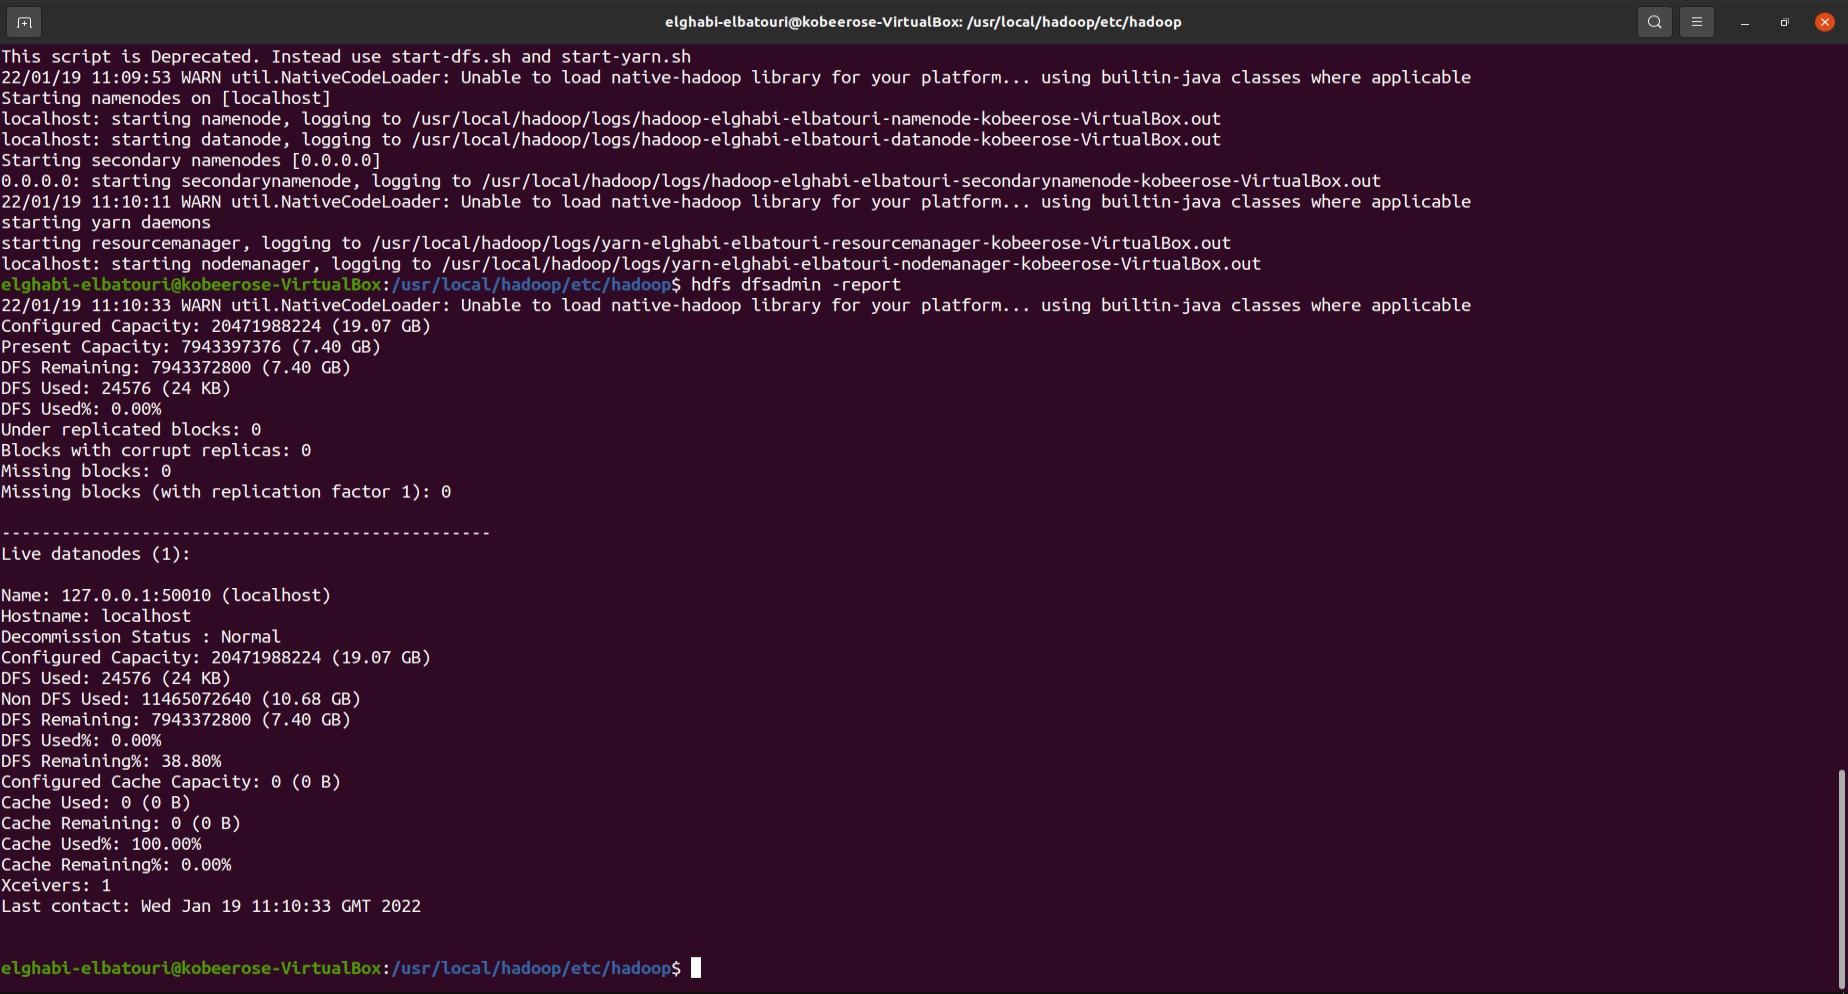 elghabi-elbatouri@kobeerose-VirtualBox: /usr/local/hadoop/etc/hadoop
This script is Deprecated. Instead use start-dfs.sh and start-yarn.sh
22/01/19 11:09:53 WARN util.NativeCodeLoader: Unable to load native-hadoop library for your platform... using builtin-java classes where applicable
Starting namenodes on [localhost]
localhost: starting namenode, logging to /usr/local/hadoop/logs/hadoop-elghabi-elbatouri-namenode-kobeerose-VirtualBox.out
localhost: starting datanode, logging to /usr/local/hadoop/logs/hadoop-elghabi-elbatouri-datanode-kobeerose-VirtualBox.out
Starting secondary namenodes [0.0.0.0]
0.0.0.0: starting secondarynamenode, logging to /usr/local/hadoop/logs/hadoop-elghabi-elbatouri-secondarynamenode-kobeerose-VirtualBox.out
22/01/19 11:10:11 WARN util.NativeCodeLoader: Unable to load native-hadoop library for your platform... using builtin-java classes where applicable
starting yarn daemons
starting resourcemanager, logging to /usr/local/hadoop/logs/yarn-elghabi-elbatouri-resourcemanager-kobeerose-VirtualBox.out
localhost: starting nodemanager, logging to /usr/local/hadoop/logs/yarn-elghabi-elbatouri-nodemanager-kobeerose-VirtualBox.out
elghabi-elbatouri@kobeerose-VirtualBox:/usr/local/hadoop/etc/hadoop$ hdfs dfsadmin -report
22/01/19 11:10:33 WARN util.NativeCodeLoader: Unable to load native-hadoop library for your platform... using builtin-java classes where applicable
Configured Capacity: 20471988224 (19.07 GB)
Present Capacity: 7943397376 (7.40 GB)
DFS Remaining: 7943372800 (7.40 GB)
DFS Used: 24576 (24 KB)
DFS Used%: 0.00%
Under replicated blocks: 0
Blocks with corrupt replicas: 0
Missing blocks: 0
Missing blocks (with replication factor 1): 0
-------------------------------------------------
Live datanodes (1):
Name: 127.0.0.1:50010 (localhost)
Hostname: localhost
Decommission Status : Normal
Configured Capacity: 20471988224 (19.07 GB)
DFS Used: 24576 (24 KB)
Non DFS Used: 11465072640 (10.68 GB)
DFS Remaining: 7943372800 (7.40 GB)
DFS Used%: 0.00%
DFS Remaining%: 38.80%
Configured Cache Capacity: 0 (0 B)
Cache Used: 0 (0 B)
Cache Remaining: 0 (0 B)
Cache Used%: 100.00%
Cache Remaining%: 0.00%
Xceivers: 1
Last contact: Wed Jan 19 11:10:33 GMT 2022
elghabi-elbatouri@kobeerose-VirtualBox:/usr/local/hadoop/etc/hadoop$